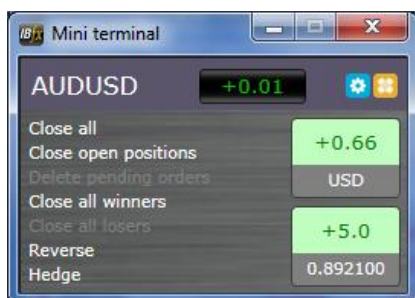 IBfx Mini terminal
AUDUSD +0.01
Close all
Close open positions
Delete pending orders
Close all winners
Close all losers
Reverse
Hedge
+0.66
USD
+5.0
0.892100